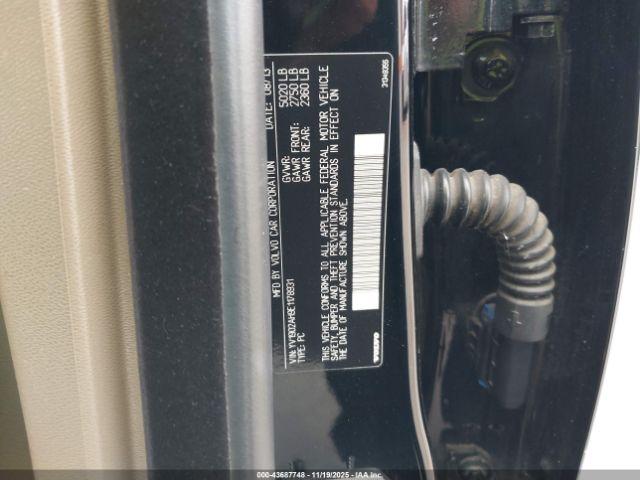 MFD BY VOLVO CAR CORPORATION DATE: 08/13
GVWR: 5020 LB
GAWR FRONT: 2750 LB
GAWR REAR: 2360 LB
VIN: YV1902AH9E1178931
TYPE: PC
THIS VEHICLE CONFORMS TO ALL APPLICABLE FEDERAL MOTOR VEHICLE
SAFETY, BUMPER AND THEFT PREVENTION STANDARDS IN EFFECT ON
THE DATE OF MANUFACTURE SHOWN ABOVE.
VOLVO
000-43687748 - 11/19/2025 - IAA Inc.